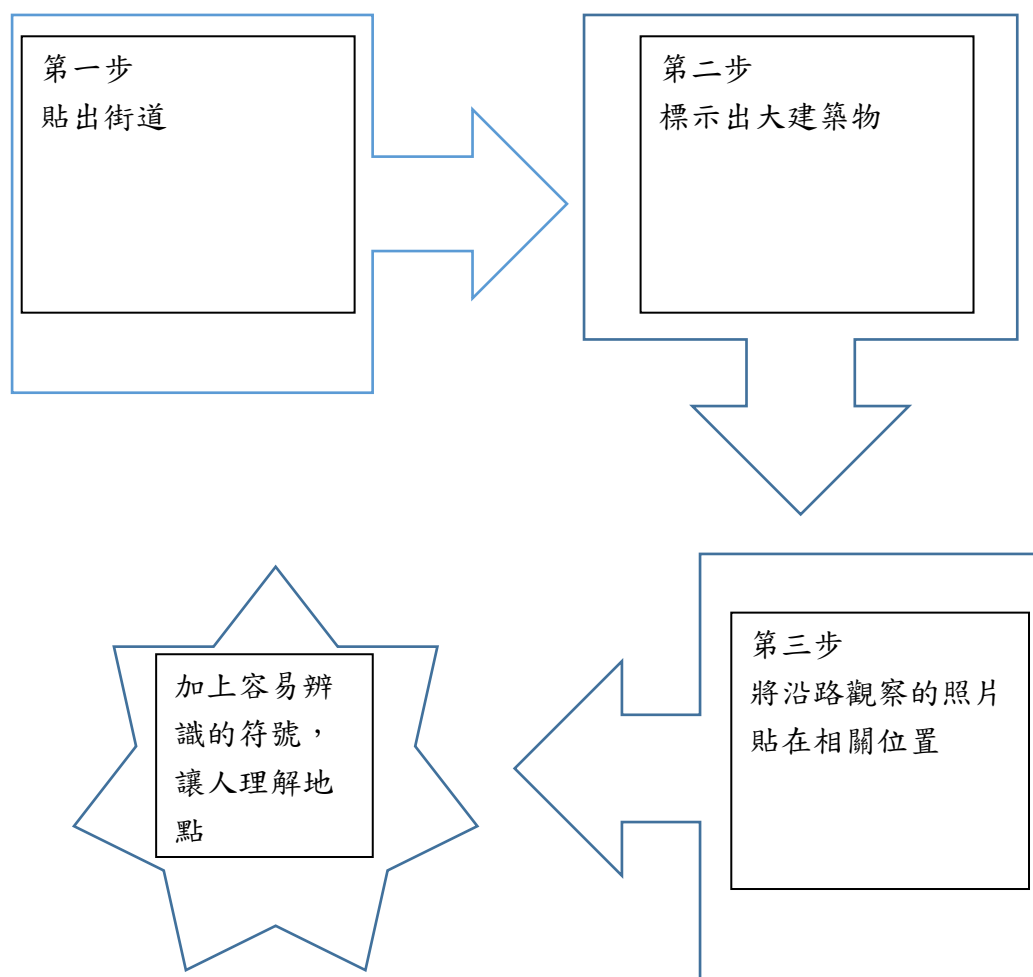 第一步
貼出街道
第二步
標示出大建築物
第三步
將沿路觀察的照片
貼在相關位置
加上容易辨
識的符號，
讓人理解地
點